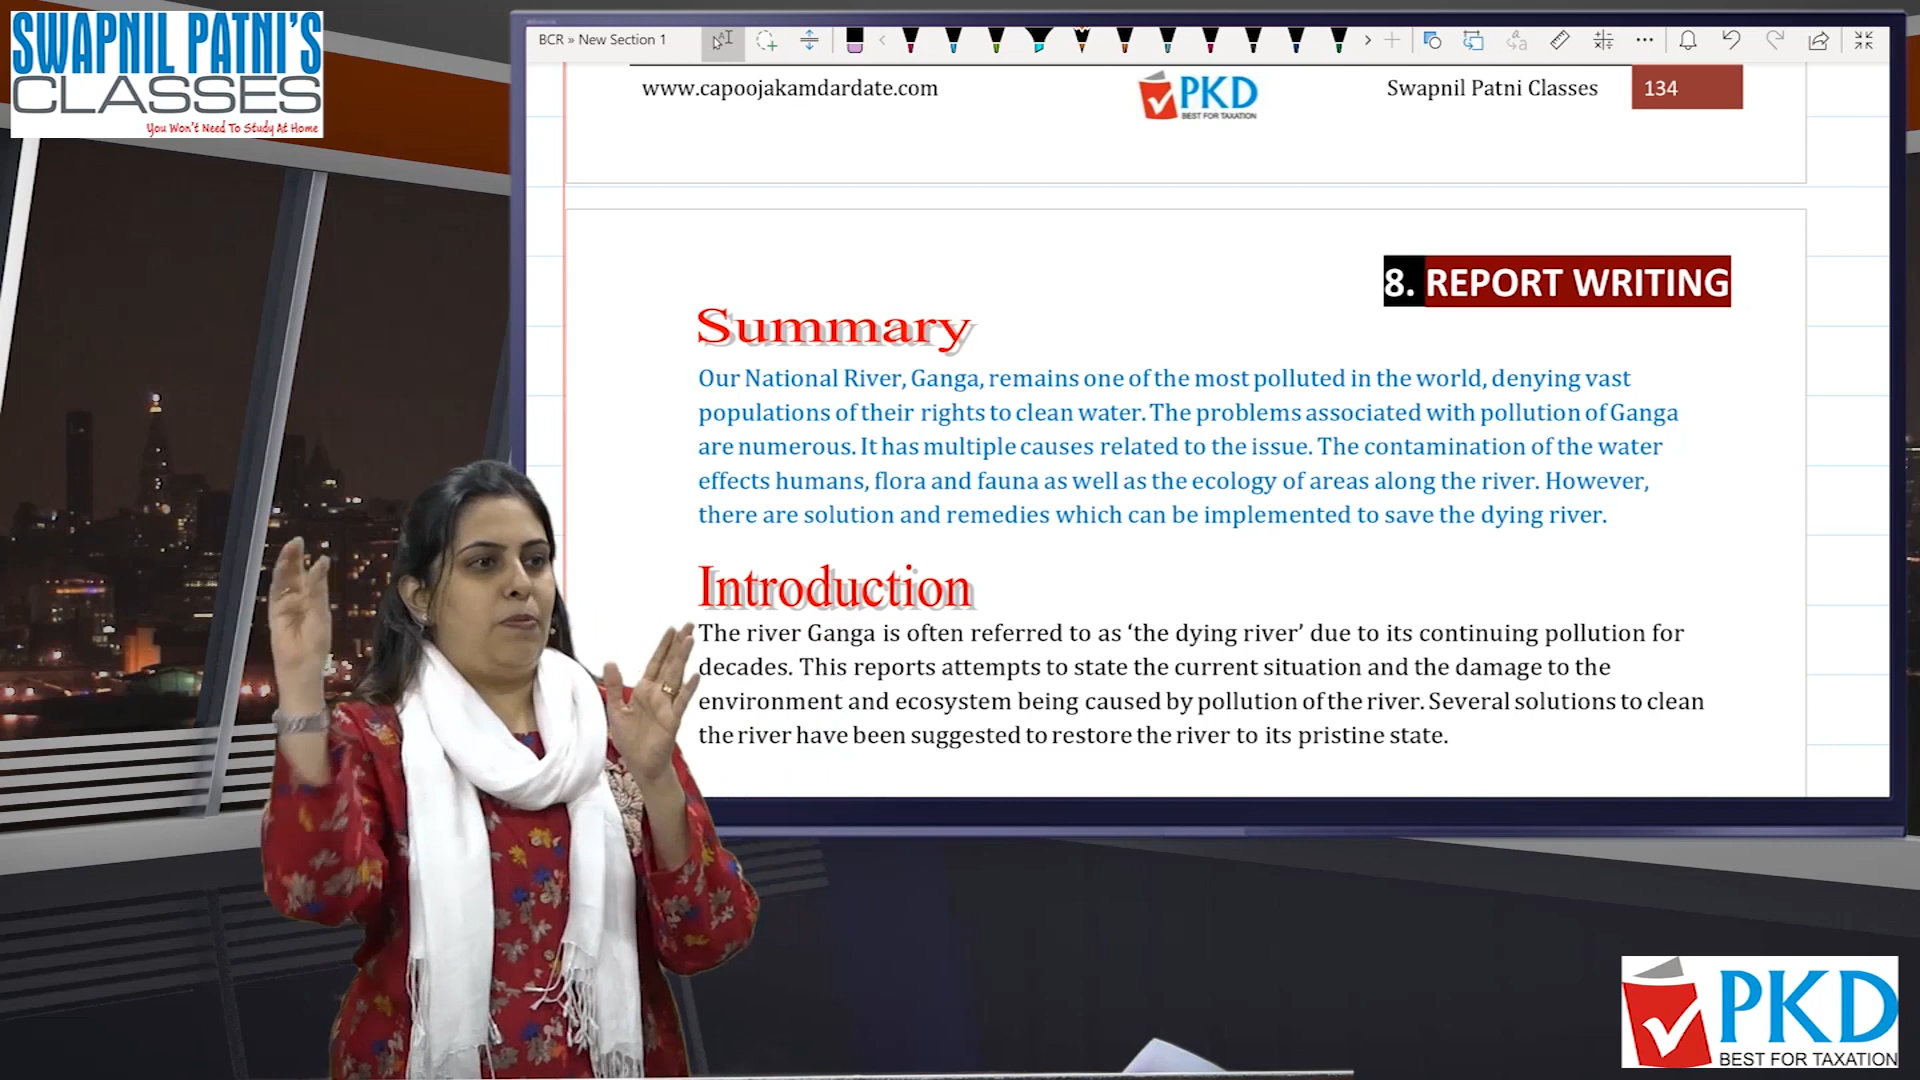 SWAPNIL PATNI'S
CLASSES
You Won't Need To Study At Home
BCR » New Section 1
www.capoojakamdardate.com
PKD
BEST FOR TAXATION
Swapnil Patni Classes
134
8. REPORT WRITING
Summary
Our National River, Ganga, remains one of the most polluted in the world, denying vast
populations of their rights to clean water. The problems associated with pollution of Ganga
are numerous. It has multiple causes related to the issue. The contamination of the water
effects humans, flora and fauna as well as the ecology of areas along the river. However,
there are solution and remedies which can be implemented to save the dying river.
Introduction
The river Ganga is often referred to as ‘the dying river’ due to its continuing pollution for
decades. This reports attempts to state the current situation and the damage to the
environment and ecosystem being caused by pollution of the river. Several solutions to clean
the river have been suggested to restore the river to its pristine state.
PKD
BEST FOR TAXATION